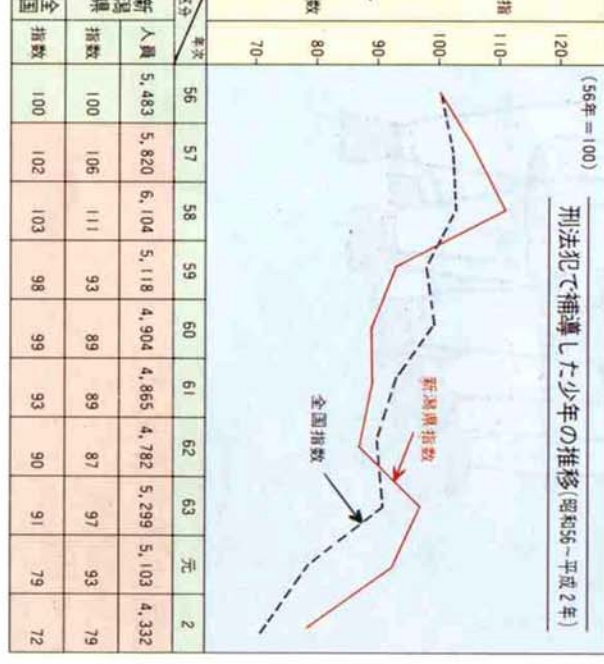 刑法犯で補導した少年の推移(昭和56~平成2年)
(56年=100)
指
数
120-
110-
100-
90-
80-
70-
新潟県指数
全国指数
区分 年次 56 57 58 59 60 61 62 63 元 2
新潟県 人員 5,483 5,820 6,104 5,118 4,904 4,865 4,782 5,299 5,103 4,332
指数 100 106 111 93 89 89 87 97 93 79
全国 指数 100 102 103 98 99 93 90 91 79 72